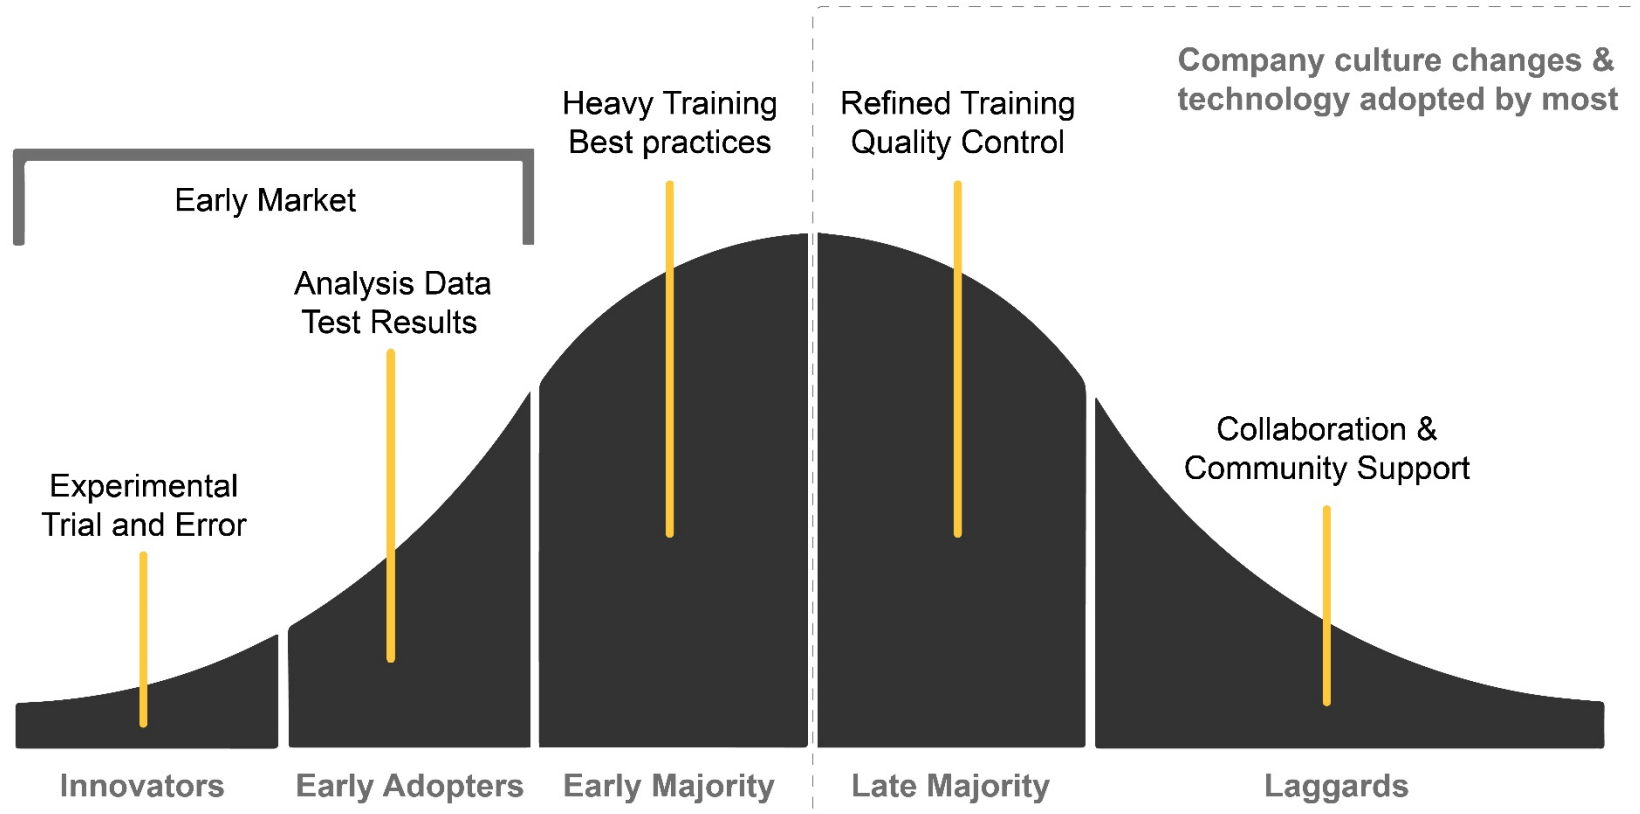 Company culture changes &
technology adopted by most
Heavy Training
Best practices
Refined Training
Quality Control
Early Market
Analysis Data
Test Results
Experimental
Trial and Error
Collaboration &
Community Support
Innovators
Early Adopters
Early Majority
Late Majority
Laggards